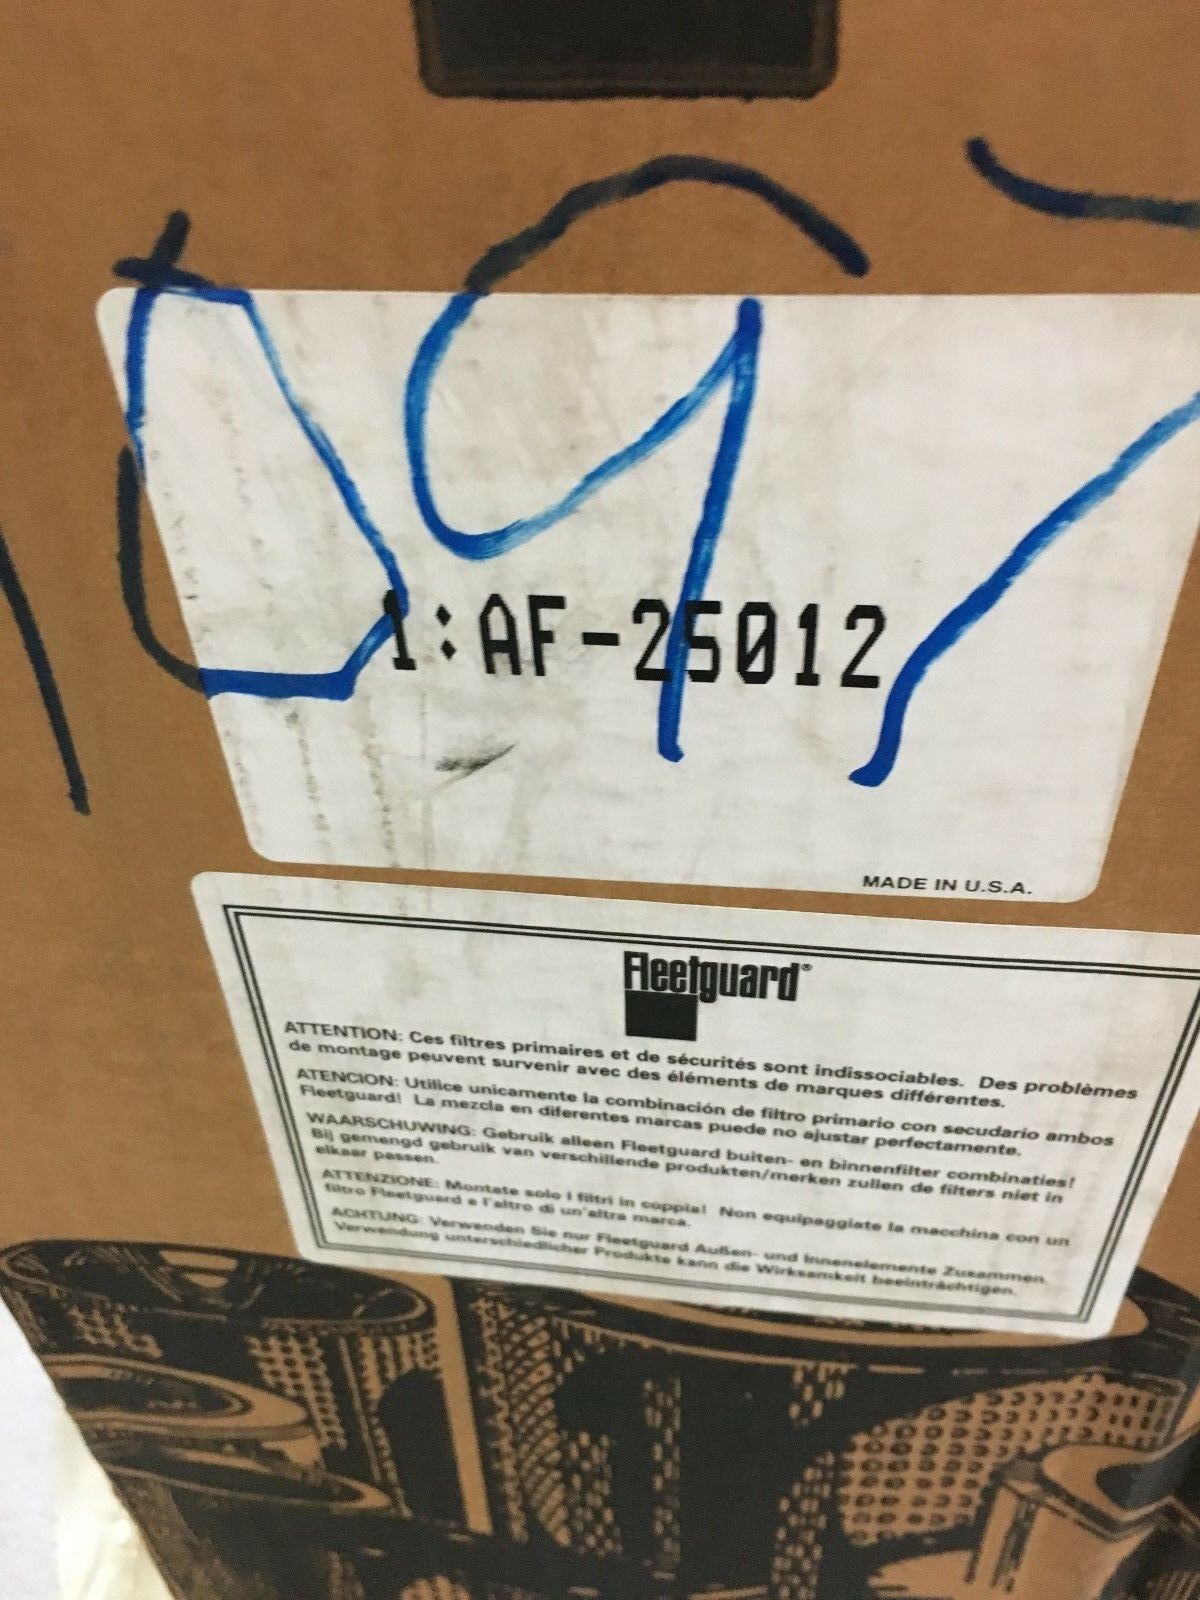 1:AF-25012
MADE IN U.S.A.
Fleetguard®
ATTENTION: Ces filtres primaires et de sécurités sont indissociables. Des problèmes
de montage peuvent survenir avec des éléments de marques différentes.
ATENCION: Utilice unicamente la combinación de filtro primario con secudario ambos
Fleetguard! La mezcla en diferentes marcas puede no ajustar perfectamente.
WAARSCHUWING: Gebruik alleen Fleetguard buiten- en binnenfilter combinaties!
Bij gemengd gebruik van verschillende produkten/merken zullen de filters niet in
elkaar passen.
ATTENZIONE: Montate solo i filtri in coppia! Non equipaggiate la macchina con un
filtro Fleetguard e l'altro di un'altra marca.
ACHTUNG: Verwenden Sie nur Fleetguard Außen- und Innenelemente Zusammen.
Verwendung unterschiedlicher Produkte kann die Wirksamkeit beeinträchtigen.